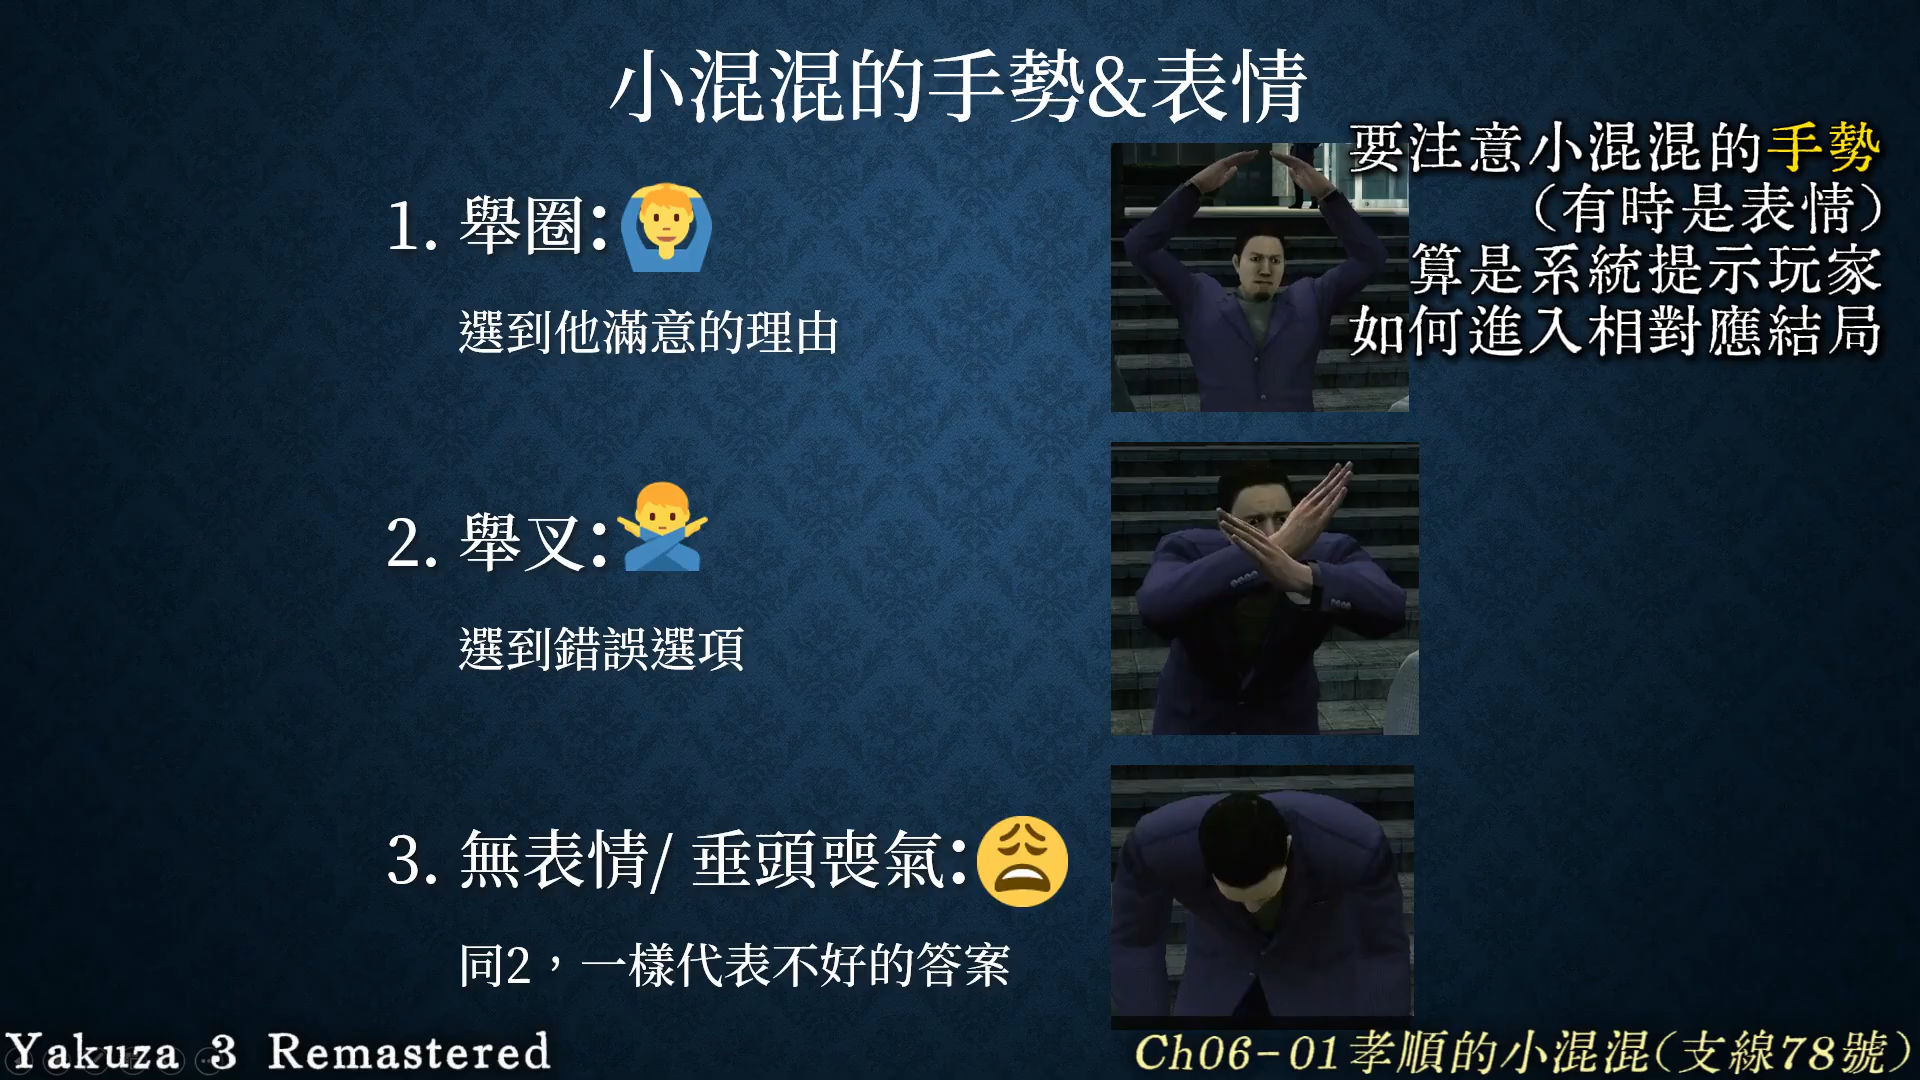 小混混的手勢&表情
要注意小混混的手勢
（有時是表情）
算是系統提示玩家
如何進入相對應結局
1. 舉圈：
選到他滿意的理由
2. 舉叉：
選到錯誤選項
3. 無表情/ 垂頭喪氣：
同2，一樣代表不好的答案
Yakuza 3 Remastered
Ch06-01孝順的小混混(支線78號)